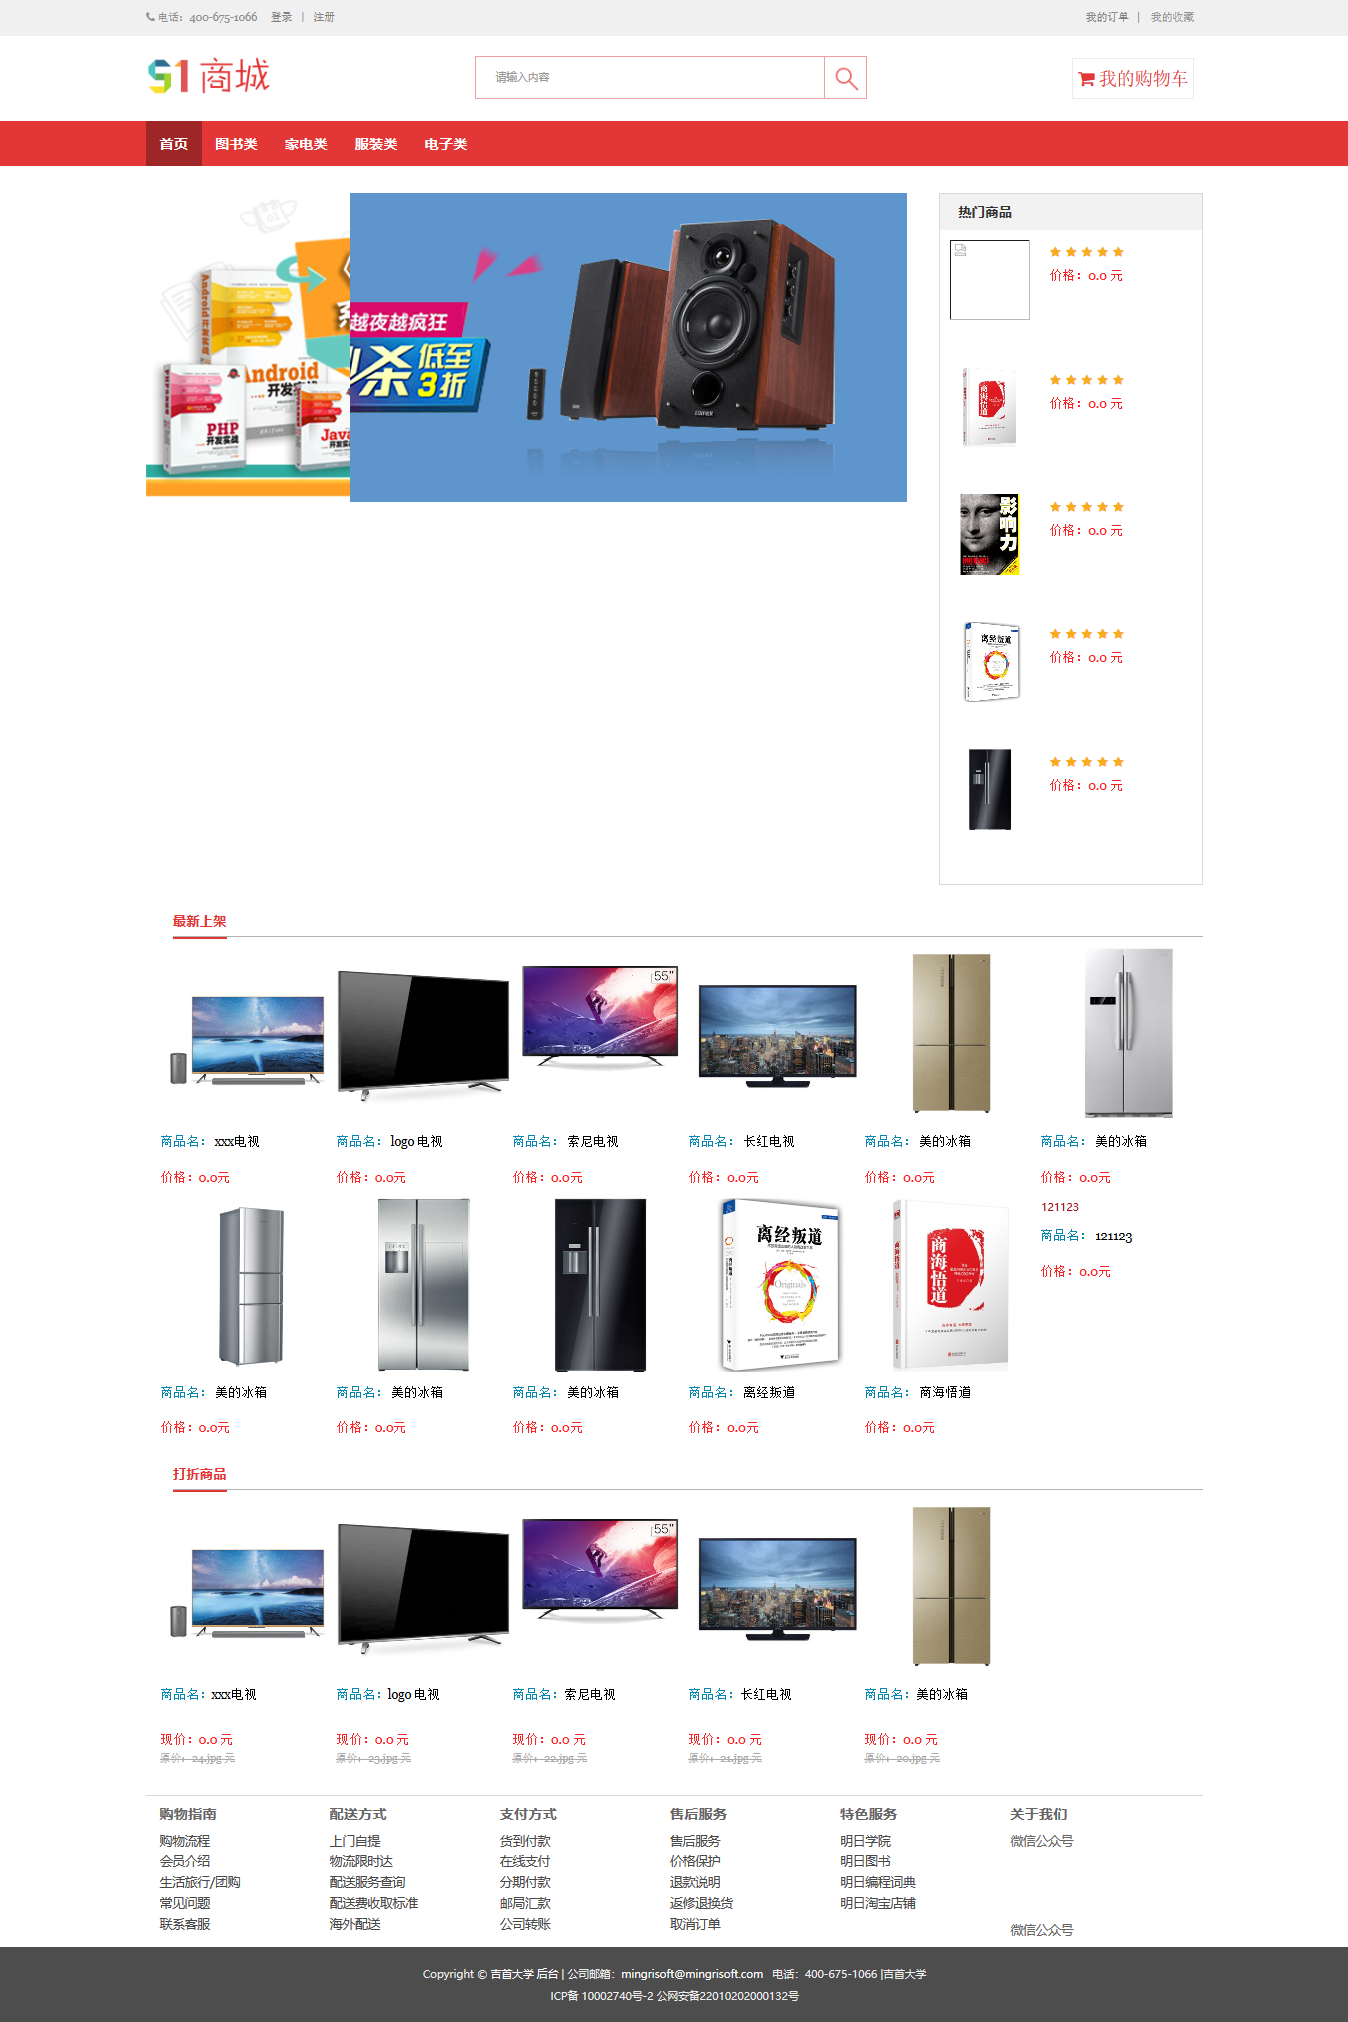 电话：400-675-1066 登录 | 注册 我的订单 | 我的收藏
S1 商城
请输入内容
我的购物车
首页 图书类 家电类 服装类 电子类
Android
开发实战
PHP
开发实战
Java
越夜越疯狂
秒杀 低至
3折
EDIFIER
热门商品
价格：0.0 元
商海悟道
价格：0.0 元
影响力
价格：0.0 元
离经叛道
价格：0.0 元
价格：0.0 元
最新上架
55"
商品名： xxx电视 商品名： logo 电视 商品名： 索尼电视 商品名： 长红电视 商品名： 美的冰箱 商品名： 美的冰箱
价格：0.0元 价格：0.0元 价格：0.0元 价格：0.0元 价格：0.0元 价格：0.0元
离经叛道
Originals
商海悟道
121123
商品名： 121123
价格：0.0元
商品名： 美的冰箱 商品名： 美的冰箱 商品名： 美的冰箱 商品名： 离经叛道 商品名： 商海悟道
价格：0.0元 价格：0.0元 价格：0.0元 价格：0.0元 价格：0.0元
打折商品
55"
商品名：xxx电视 商品名：logo 电视 商品名：索尼电视 商品名：长红电视 商品名：美的冰箱
现价：0.0 元 现价：0.0 元 现价：0.0 元 现价：0.0 元 现价：0.0 元
原价：24.jpg 元 原价：23.jpg 元 原价：22.jpg 元 原价：21.jpg 元 原价：20.jpg 元
购物指南 配送方式 支付方式 售后服务 特色服务 关于我们
购物流程 上门自提 货到付款 售后服务 明日学院 微信公众号
会员介绍 物流限时达 在线支付 价格保护 明日图书
生活旅行/团购 配送服务查询 分期付款 退款说明 明日编程词典
常见问题 配送费收取标准 邮局汇款 返修退换货 明日淘宝店铺
联系客服 海外配送 公司转账 取消订单
微信公众号
Copyright © 吉首大学 后台 | 公司邮箱：mingrisoft@mingrisoft.com 电话：400-675-1066 |吉首大学
ICP备 10002740号-2 公网安备22010202000132号